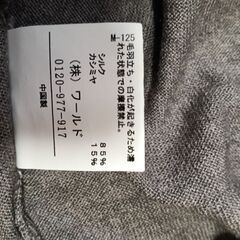 -125
毛羽立ち・白化が起きるため濡
れた状態での摩擦禁止。
シルク 85%
カシミヤ 15%
(株)ワールド
0120-977-917
中国製